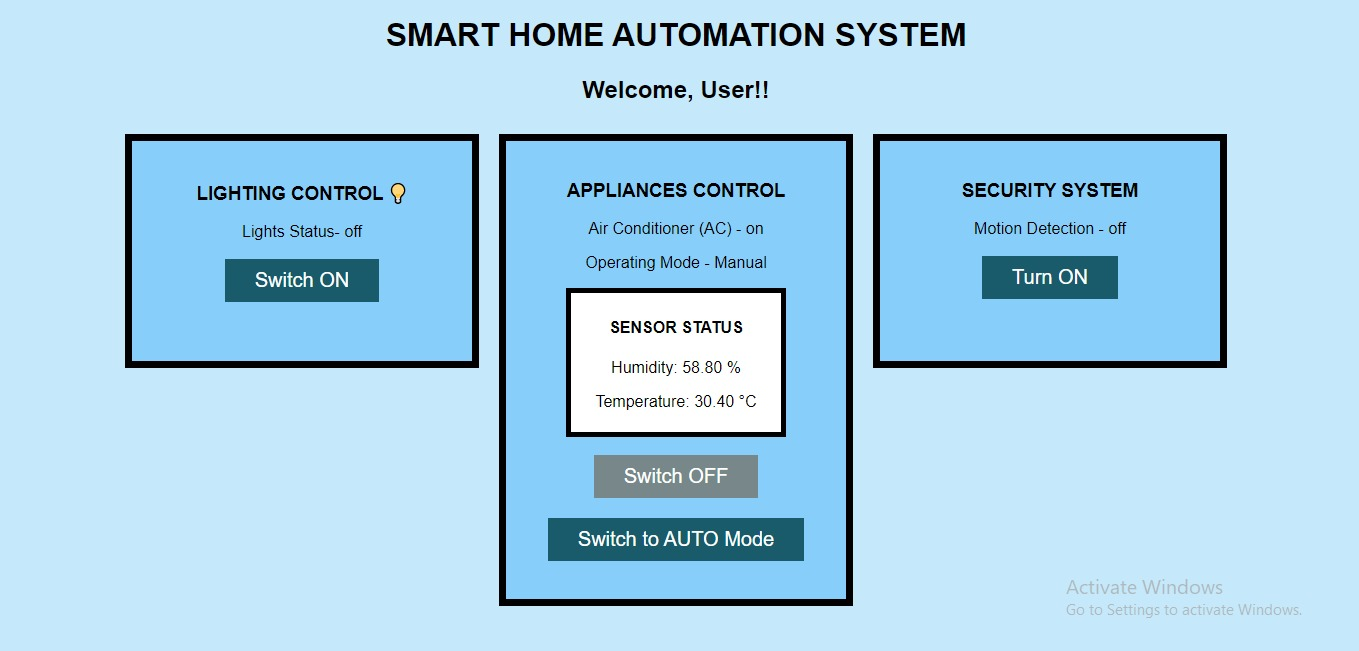 SMART HOME AUTOMATION SYSTEM
Welcome, User!!
LIGHTING CONTROL
Lights Status- off
Switch ON
APPLIANCES CONTROL
Air Conditioner (AC) - on
Operating Mode - Manual
SENSOR STATUS
Humidity: 58.80 %
Temperature: 30.40 °C
Switch OFF
Switch to AUTO Mode
SECURITY SYSTEM
Motion Detection - off
Turn ON
Activate Windows
Go to Settings to activate Windows.